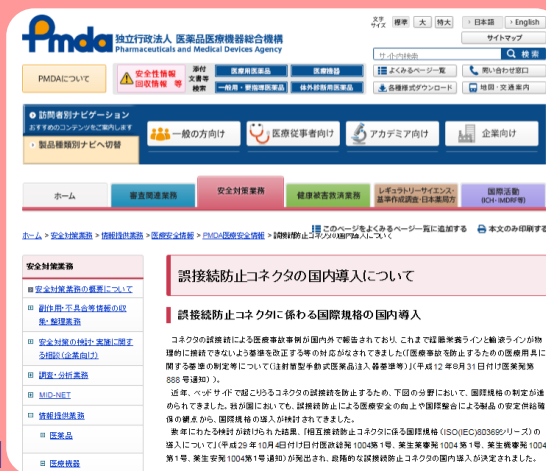 Pmda 独立行政法人 医薬品医療機器総合機構
Pharmaceuticals and Medical Devices Agency
文字サイズ 標準 大 特大
日本語 English
サイトマップ
サイト内検索 検索
PMDAについて
安全性情報 回収情報 等
添付文書等検索
医療用医薬品 医療機器
一般用・要指導医薬品 体外診断用医薬品
よくみるページ一覧 問い合わせ窓口
各種様式ダウンロード 地図・交通案内
訪問者別ナビゲーション
おすすめのコンテンツをご案内します
製品種類別ナビへ切替
一般の方向け 医療従事者向け アカデミア向け 企業向け
ホーム 審査関連業務 安全対策業務 健康被害救済業務 レギュラトリーサイエンス・基準作成調査・日本薬局方 国際活動(ICH・IMDRF等)
このページをよくみるページ一覧に追加する 本文のみ印刷する
ホーム > 安全対策業務 > 情報提供業務 > 医療安全情報 > PMDA医療安全情報 > 誤接続防止コネクタの国内導入について
安全対策業務
安全対策業務の概要について
副作用・不具合等情報の収集・整理業務
安全対策の検討・実施に関する相談(企業向け)
調査・分析業務
MID-NET
情報提供業務
医薬品
医療機器
誤接続防止コネクタの国内導入について
誤接続防止コネクタに係わる国際規格の国内導入
コネクタの誤接続による医療事故事例が国内外で報告されており、これまで経腸栄養ラインと輸液ラインが物
理的に接続できないよう基準を改正する等の対応がなされてきました(「医療事故を防止するための医療用具に
関する基準の制定等について(注射筒型手動式医薬品注入器基準等)」(平成12年8月31日付け医薬発第
888号通知))。
近年、ベッドサイドで起こりうるコネクタの誤接続を防止するため、下図の分野において、国際規格の制定が進
められてきました。我が国においても、誤接続防止による医療安全の向上や国際整合による製品の安定供給確
保の観点から、国際規格の導入が検討されてきました。
数年にわたる検討が続けられた結果、「相互接続防止コネクタに係る国際規格(ISO(IEC)80369シリーズ)の
導入について」(平成29年10月4日付け医政総発1004第1号、薬生薬審発1004第1号、薬生機審発1004
第1号、薬生安発1004第1号通知)が発出され、段階的な誤接続防止コネクタの国内導入が決定されました。